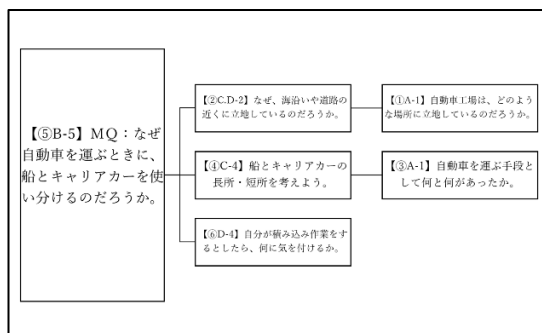 【⑤B-5】MQ：なぜ
自動車を運ぶときに、
船とキャリアカーを使
い分けるのだろうか。
【②C.D-2】なぜ、海沿いや道路の
近くに立地しているのだろうか。
【①A-1】自動車工場は、どのよう
な場所に立地しているのだろうか。
【④C-4】船とキャリアカーの
長所・短所を考えよう。
【③A-1】自動車を運ぶ手段
として何と何があったか。
【⑥D-4】自分が積み込み作業をす
るとしたら、何に気を付けるか。